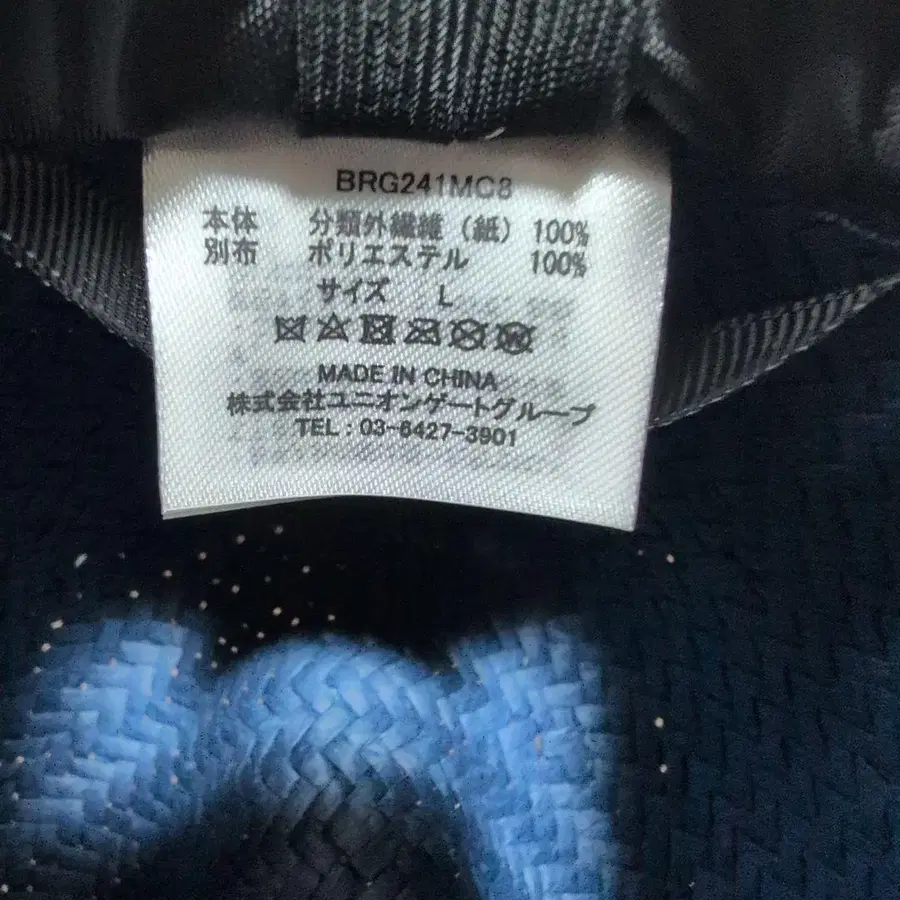 BRG241MC8
本体 分類外繊維（紙） 100%
別布 ポリエステル 100%
サイズ L
MADE IN CHINA
株式会社ユニオンゲートグループ
TEL : 03-6427-3901